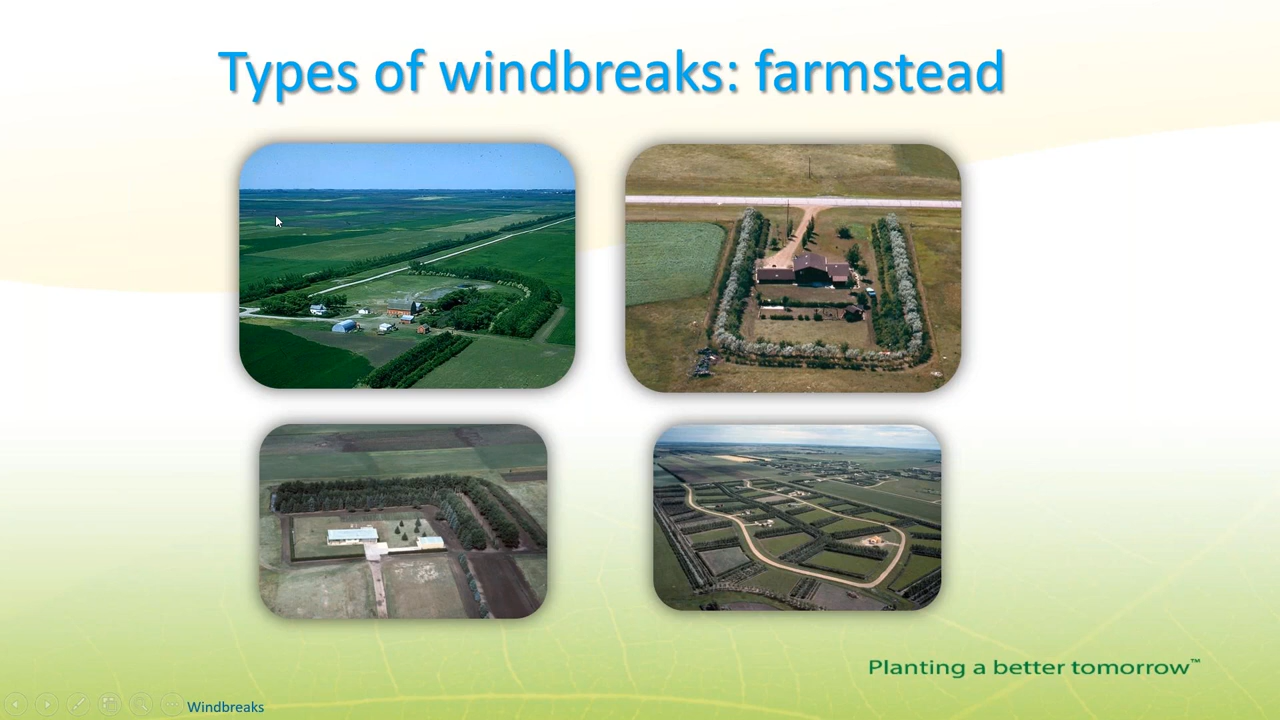 Types of windbreaks: farmstead
Planting a better tomorrow™
Windbreaks